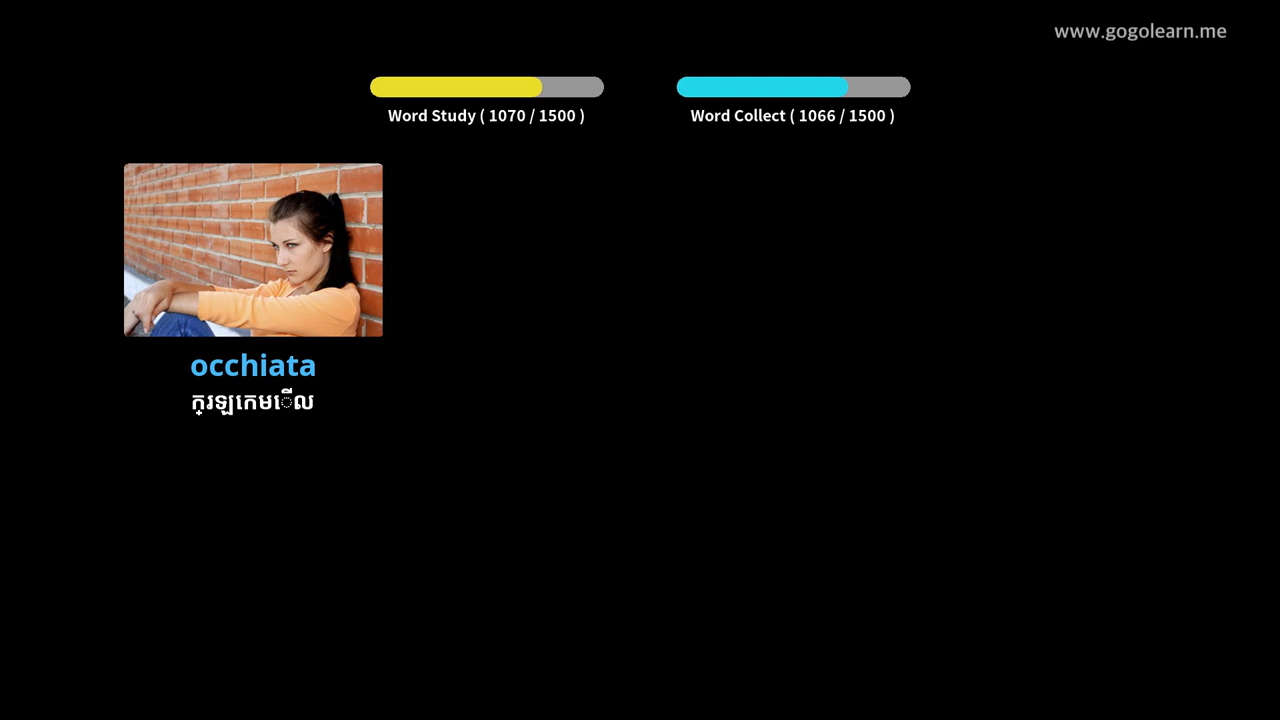 www.gogolearn.me
Word Study ( 1070 / 1500 )
Word Collect ( 1066 / 1500 )
occhiata
ក្រឡេកមើល